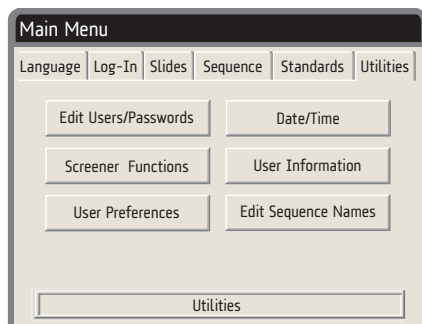 Main Menu
Language Log-In Slides Sequence Standards Utilities
Edit Users/Passwords Date/Time
Screener Functions User Information
User Preferences Edit Sequence Names
Utilities